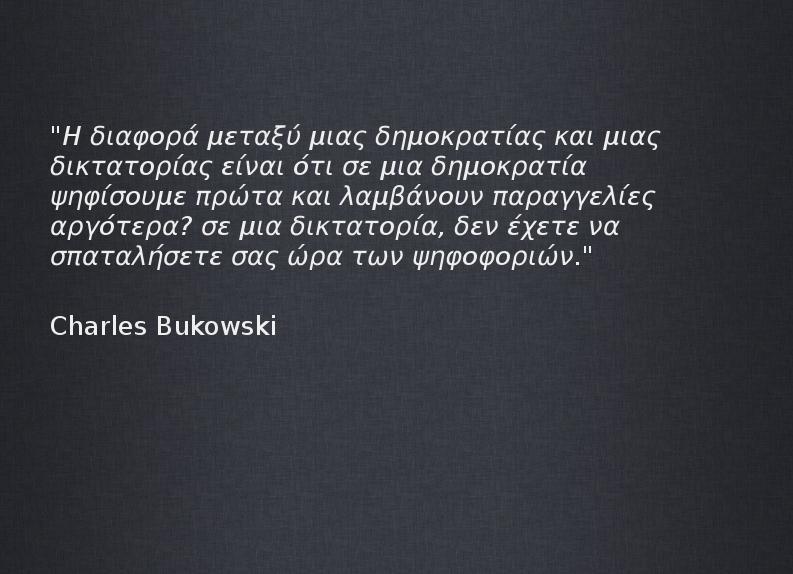 "Η διαφορά μεταξύ μιας δημοκρατίας και μιας
δικτατορίας είναι ότι σε μια δημοκρατία
ψηφίσουμε πρώτα και λαμβάνουν παραγγελίες
αργότερα? σε μια δικτατορία, δεν έχετε να
σπαταλήσετε σας ώρα των ψηφοφοριών."
Charles Bukowski